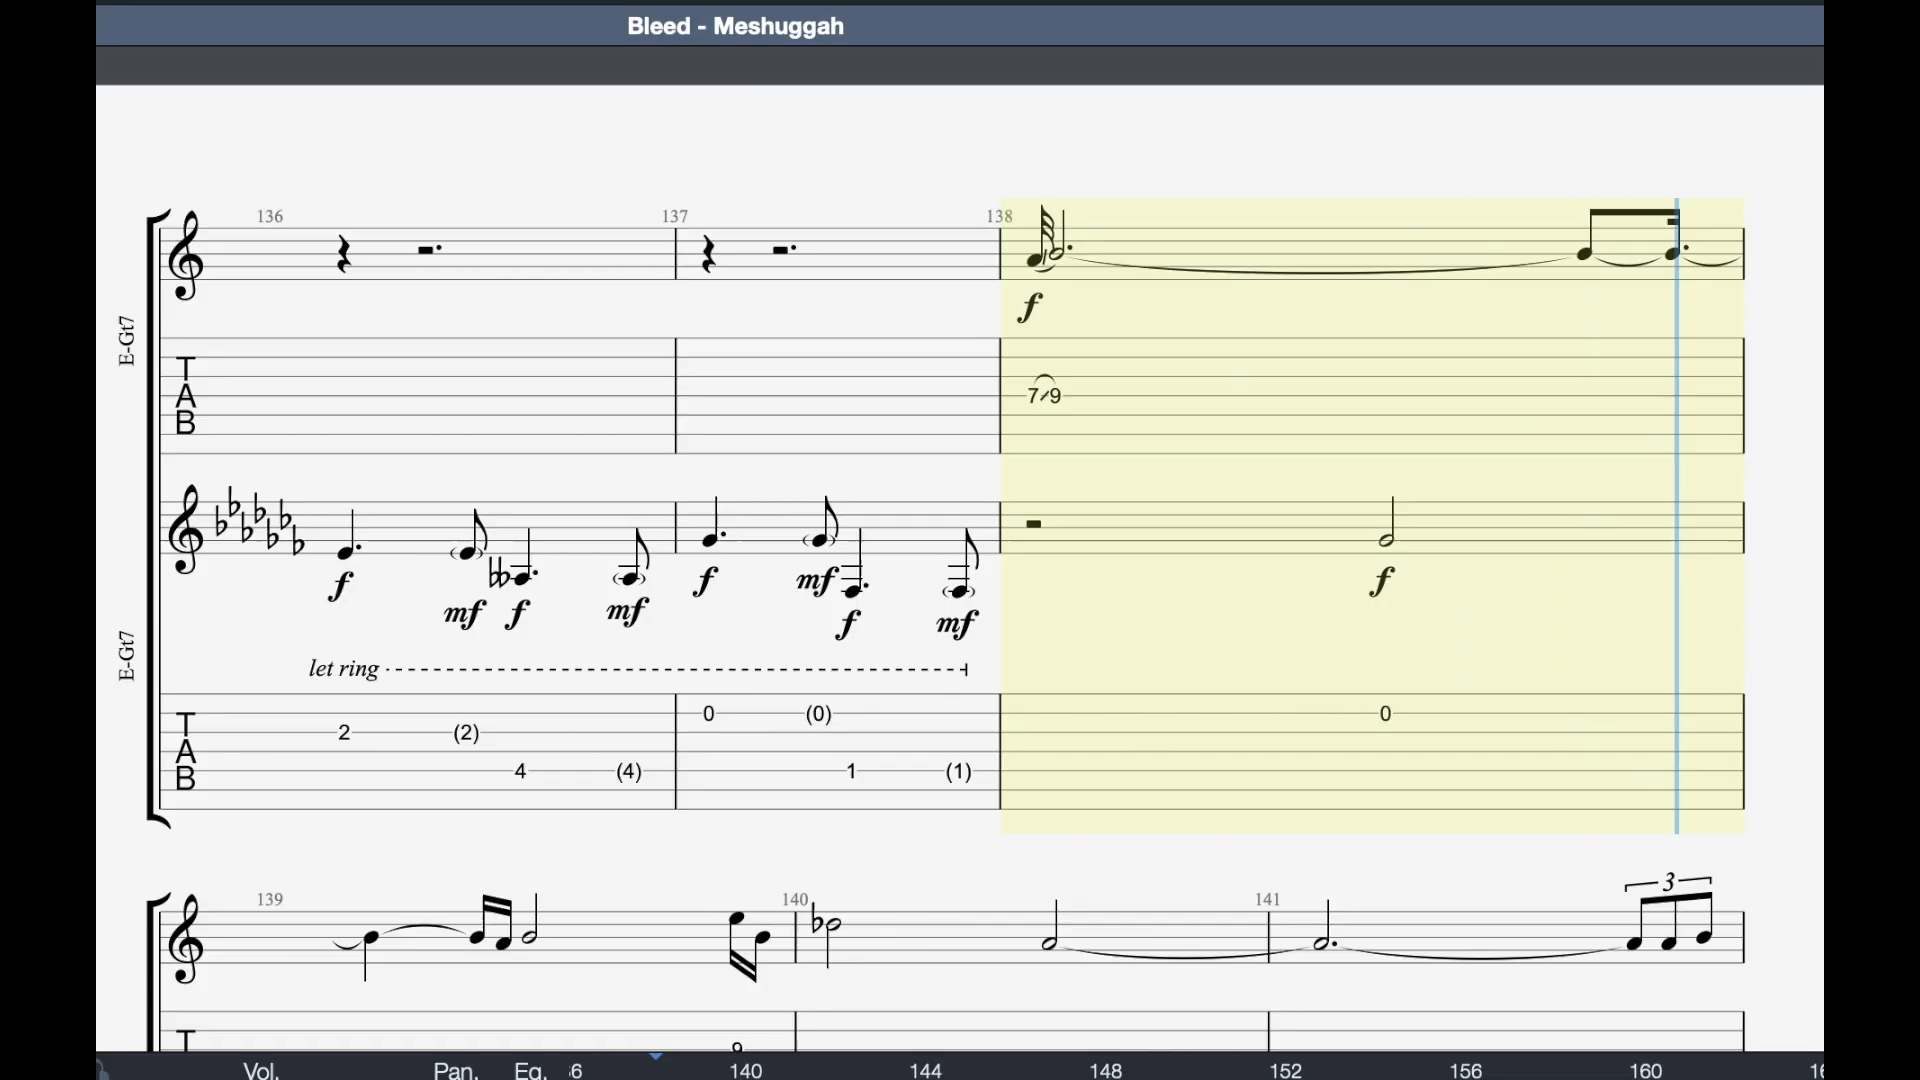 Bleed - Meshuggah
136 137 138
f
E-Gt7
T
A
B
7 9
f mf f mf f mf f mf f
let ring
E-Gt7
T
A
B
0 (0) 0
2 (2)
4 (4) 1 (1)
139 140 141
3
T
9
Vol. Pan. Eq. 140 144 148 152 156 160